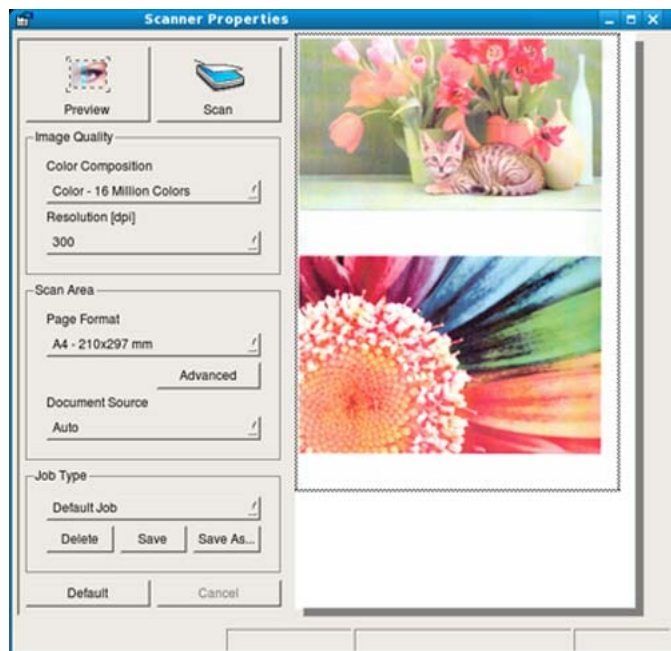 Scanner Properties
Preview
Scan
Image Quality
Color Composition
Color - 16 Million Colors
Resolution [dpi]
300
Scan Area
Page Format
A4 - 210x297 mm
Advanced
Document Source
Auto
Job Type
Default Job
Delete
Save
Save As...
Default
Cancel